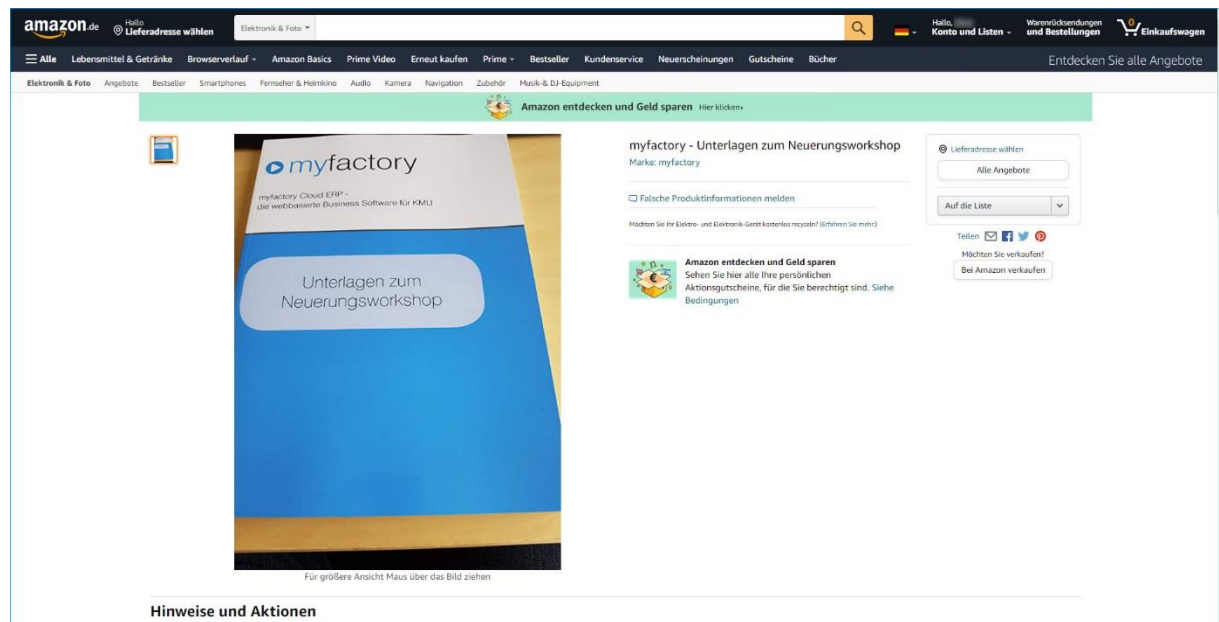 amazon.de
Hallo
Lieferadresse wählen
Elektronik & Foto
Hallo,
Konto und Listen
Warenrücksendungen
und Bestellungen
0
Einkaufswagen
Alle Lebensmittel & Getränke Browserverlauf Amazon Basics Prime Video Erneut kaufen Prime Bestseller Kundenservice Neuerscheinungen Gutscheine Bücher
Entdecken Sie alle Angebote
Elektronik & Foto Angebote Bestseller Smartphones Fernseher & Heimkino Audio Kamera Navigation Zubehör Musik-& DJ-Equipment
Amazon entdecken und Geld sparen Hier klicken›
myfactory
myfactory Cloud ERP -
die webbasierte Business Software für KMU
Unterlagen zum
Neuerungsworkshop
Für größere Ansicht Maus über das Bild ziehen
myfactory - Unterlagen zum Neuerungsworkshop
Marke: myfactory
Falsche Produktinformationen melden
Möchten Sie Ihr Elektro- und Elektronik-Gerät kostenlos recyceln? (Erfahren Sie mehr.)
Amazon entdecken und Geld sparen
Sehen Sie hier alle Ihre persönlichen
Aktionsgutscheine, für die Sie berechtigt sind. Siehe
Bedingungen
Lieferadresse wählen
Alle Angebote
Auf die Liste
Teilen
Möchten Sie verkaufen?
Bei Amazon verkaufen
Hinweise und Aktionen